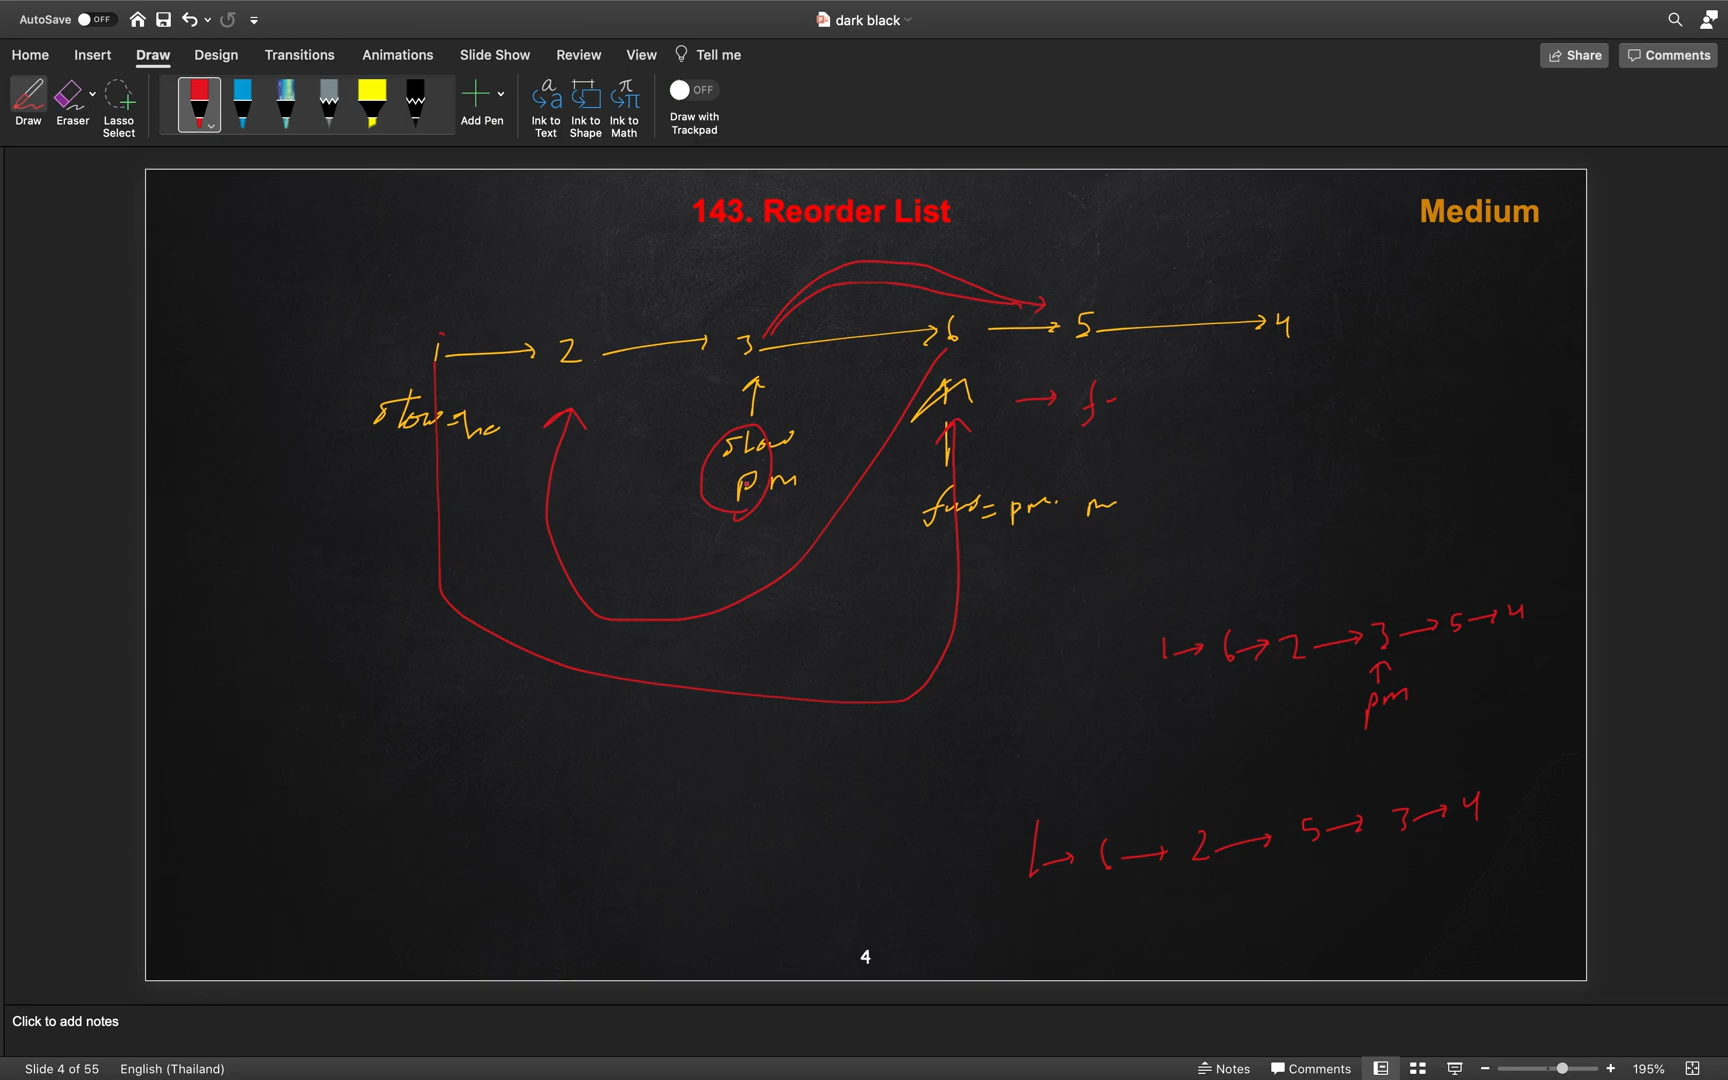 AutoSave OFF dark black
Home Insert Draw Design Transitions Animations Slide Show Review View Tell me Share Comments
Draw Eraser Lasso Select Add Pen Ink to Text Ink to Shape Ink to Math OFF Draw with Trackpad
143. Reorder List Medium
1 → 2 → 3 → 6 → 5 → 4
slow =
slow
pm
→ f
= pm. n
1 → 6 → 2 → 3 → 5 → 4
pm
1 → 6 → 2 → 5 → 3 → 4
4
Click to add notes
Slide 4 of 55 English (Thailand) Notes Comments 195%